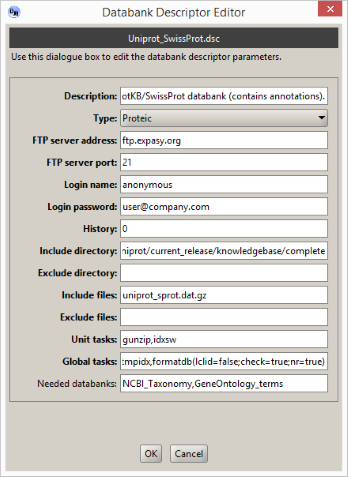 Databank Descriptor Editor
Uniprot_SwissProt.dsc
Use this dialogue box to edit the databank descriptor parameters.
Description: otKB/SwissProt databank (contains annotations).
Type: Proteic
FTP server address: ftp.expasy.org
FTP server port: 21
Login name: anonymous
Login password: user@company.com
History: 0
Include directory: niprot/current_release/knowledgebase/complete
Exclude directory:
Include files: uniprot_sprot.dat.gz
Exclude files:
Unit tasks: gunzip,idxsw
Global tasks: :mpidx,formatdb(lclid=false;check=true;nr=true)
Needed databanks: NCBI_Taxonomy,GeneOntology_terms
OK Cancel